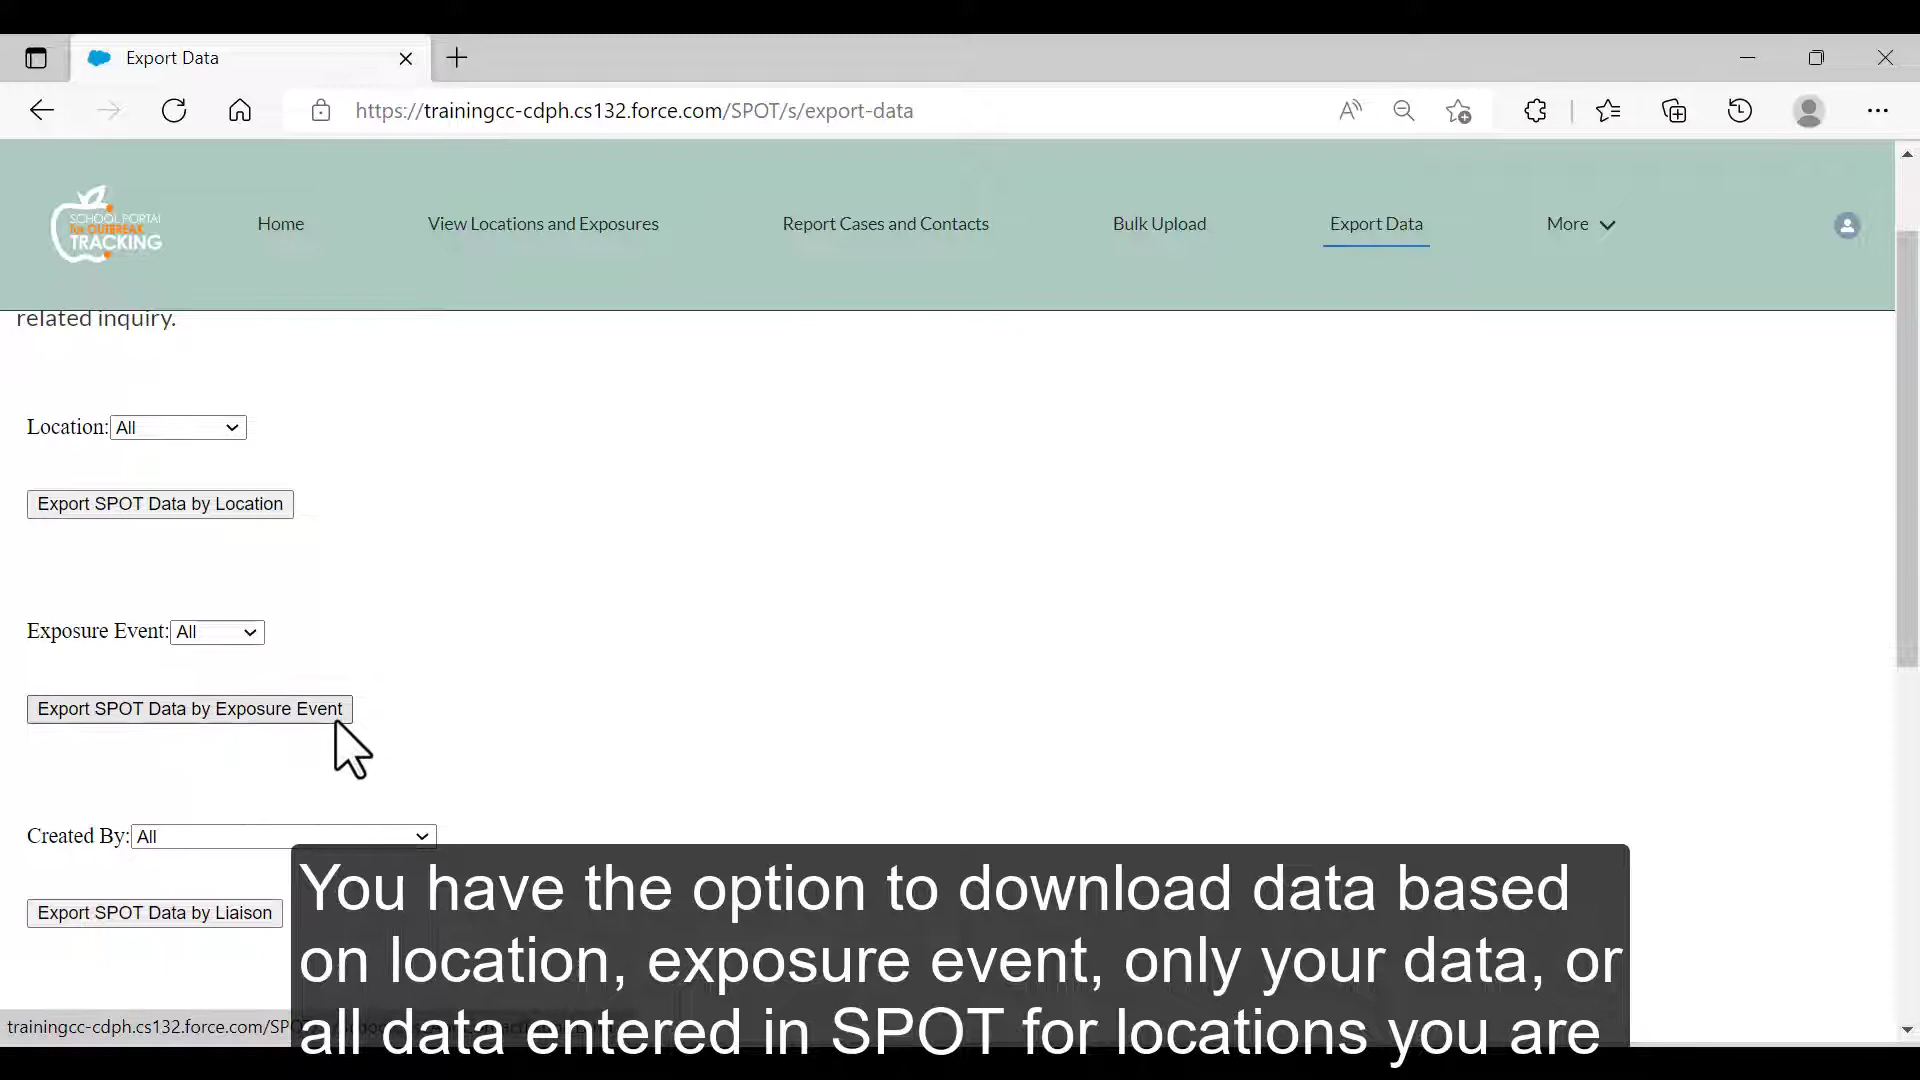 Export Data
https://trainingcc-cdph.cs132.force.com/SPOT/s/export-data
SCHOOL PORTAL
for OUTBREAK
TRACKING
Home
View Locations and Exposures
Report Cases and Contacts
Bulk Upload
Export Data
More
related inquiry.
Location: All
Export SPOT Data by Location
Exposure Event: All
Export SPOT Data by Exposure Event
Created By: All
Export SPOT Data by Liaison
You have the option to download data based
on location, exposure event, only your data, or
all data entered in SPOT for locations you are
trainingcc-cdph.cs132.force.com/SPOT